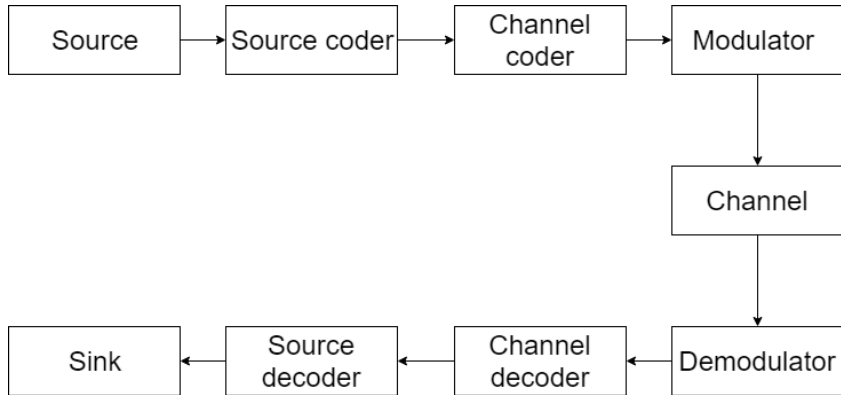 Source
Source coder
Channel
coder
Modulator
Channel
Sink
Source
decoder
Channel
decoder
Demodulator